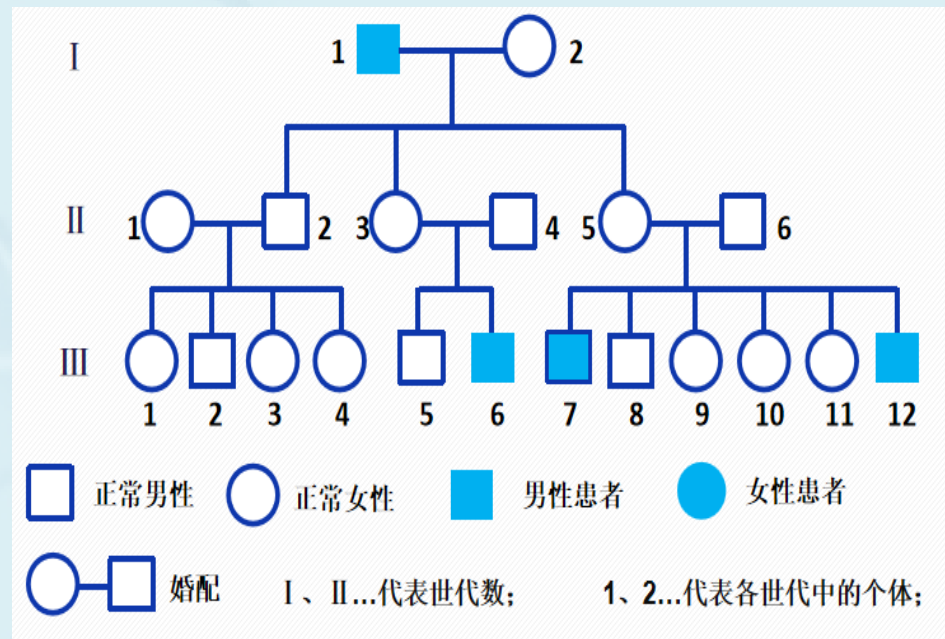 I 1 2
II 1 2 3 4 5 6
III
1 2 3 4 5 6 7 8 9 10 11 12
正常男性 正常女性 男性患者 女性患者
婚配 I、II...代表世代数; 1、2...代表各世代中的个体;